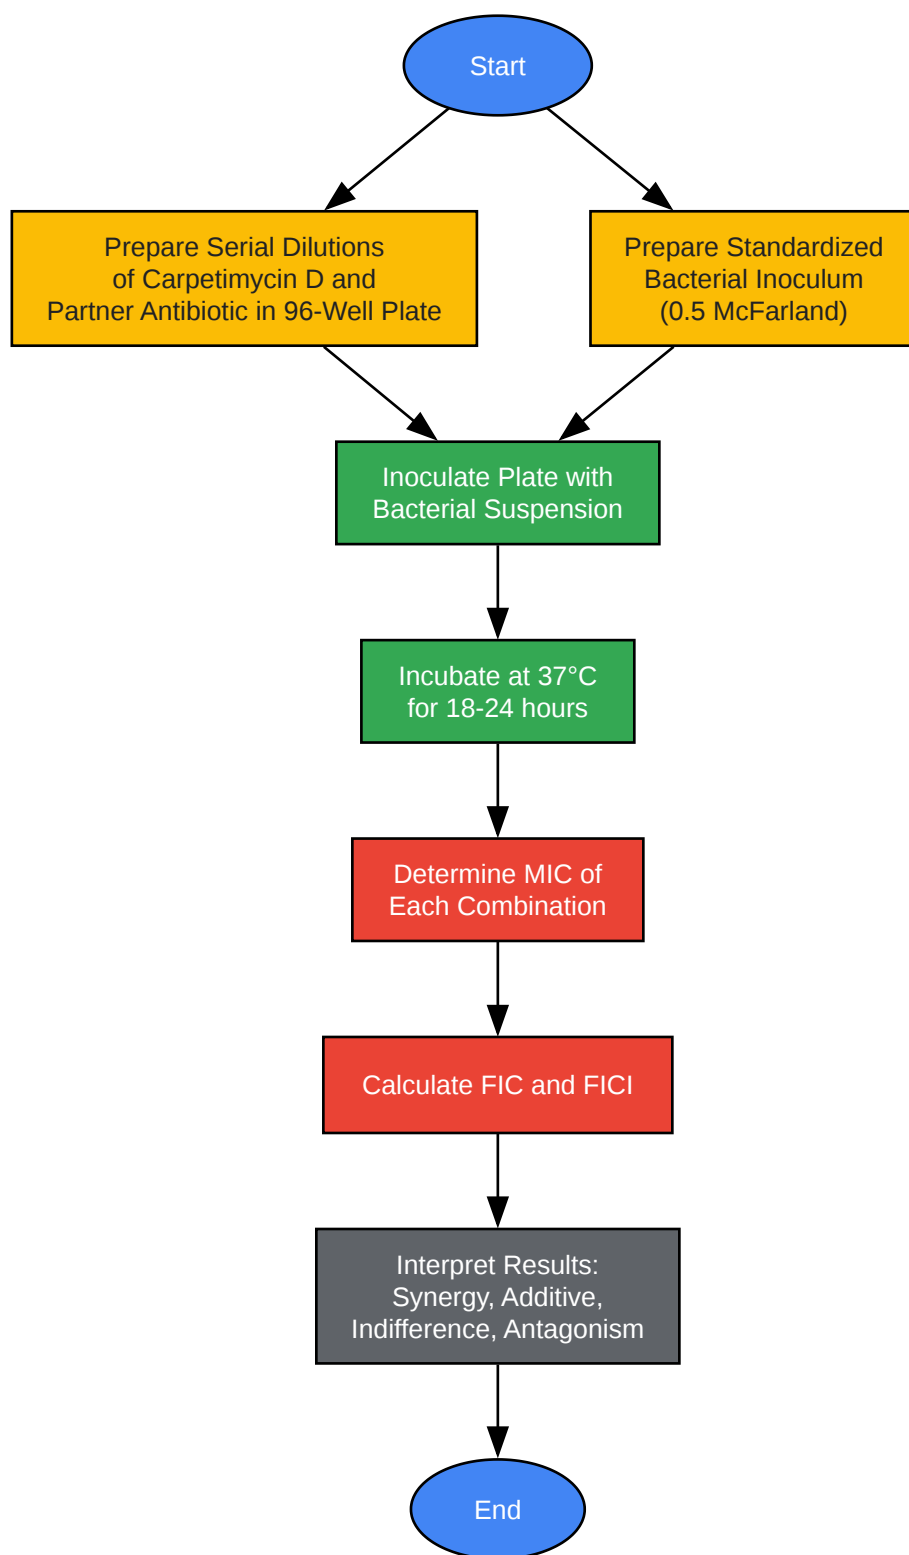 Start
Prepare Serial Dilutions
of Carpetimycin D and
Partner Antibiotic in 96-Well Plate
Prepare Standardized
Bacterial Inoculum
(0.5 McFarland)
Inoculate Plate with
Bacterial Suspension
Incubate at 37°C
for 18-24 hours
Determine MIC of
Each Combination
Calculate FIC and FICI
Interpret Results:
Synergy, Additive,
Indifference, Antagonism
End